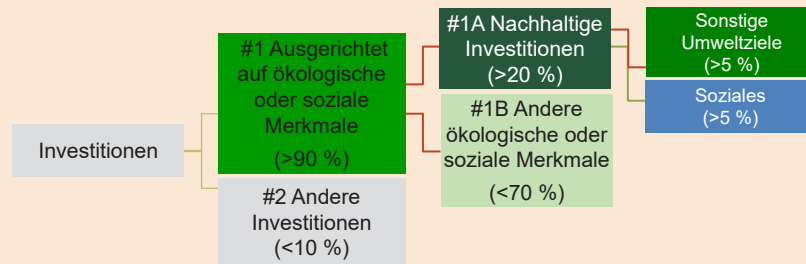 Investitionen
#1 Ausgerichtet
auf ökologische
oder soziale
Merkmale
(>90 %)
#2 Andere
Investitionen
(<10 %)
#1A Nachhaltige
Investitionen
(>20 %)
#1B Andere
ökologische oder
soziale Merkmale
(<70 %)
Sonstige
Umweltziele
(>5 %)
Soziales
(>5 %)